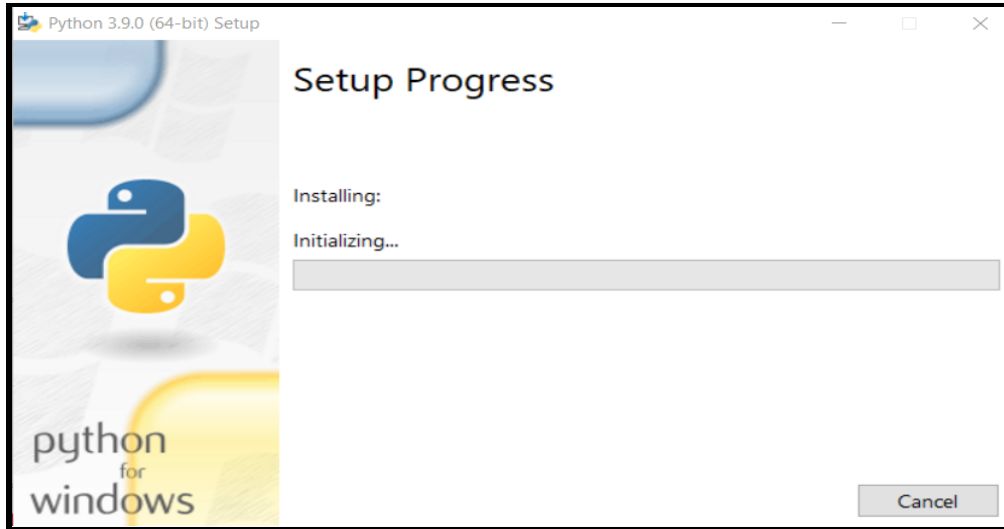 Python 3.9.0 (64-bit) Setup
Setup Progress
Installing:
Initializing...
python
for
windows
Cancel